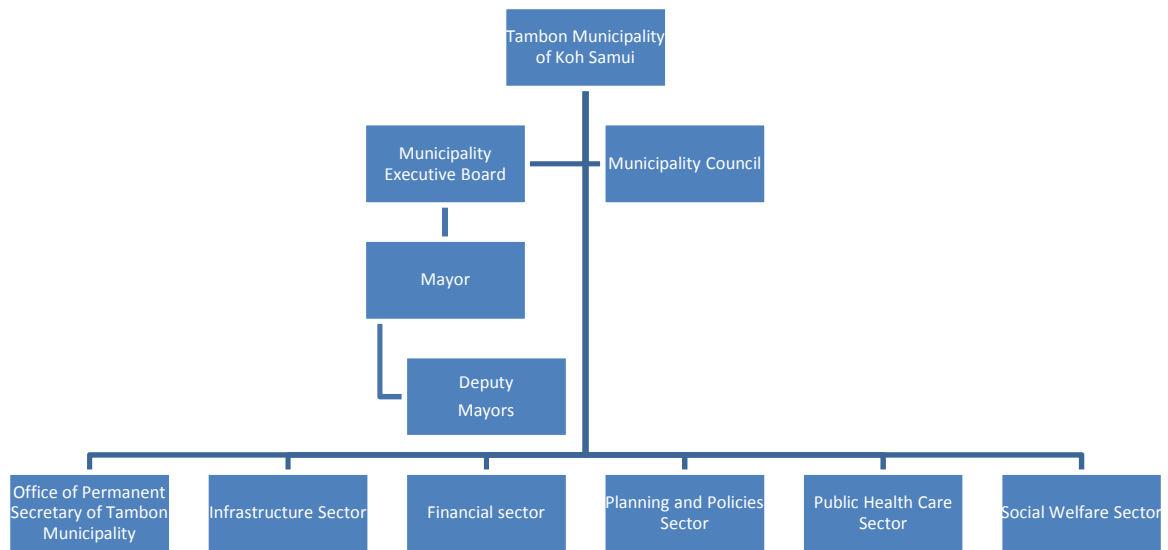 Tambon Municipality
of Koh Samui
Municipality
Executive Board
Municipality Council
Mayor
Deputy
Mayors
Office of Permanent
Secretary of Tambon
Municipality
Infrastructure Sector
Financial sector
Planning and Policies
Sector
Public Health Care
Sector
Social Welfare Sector